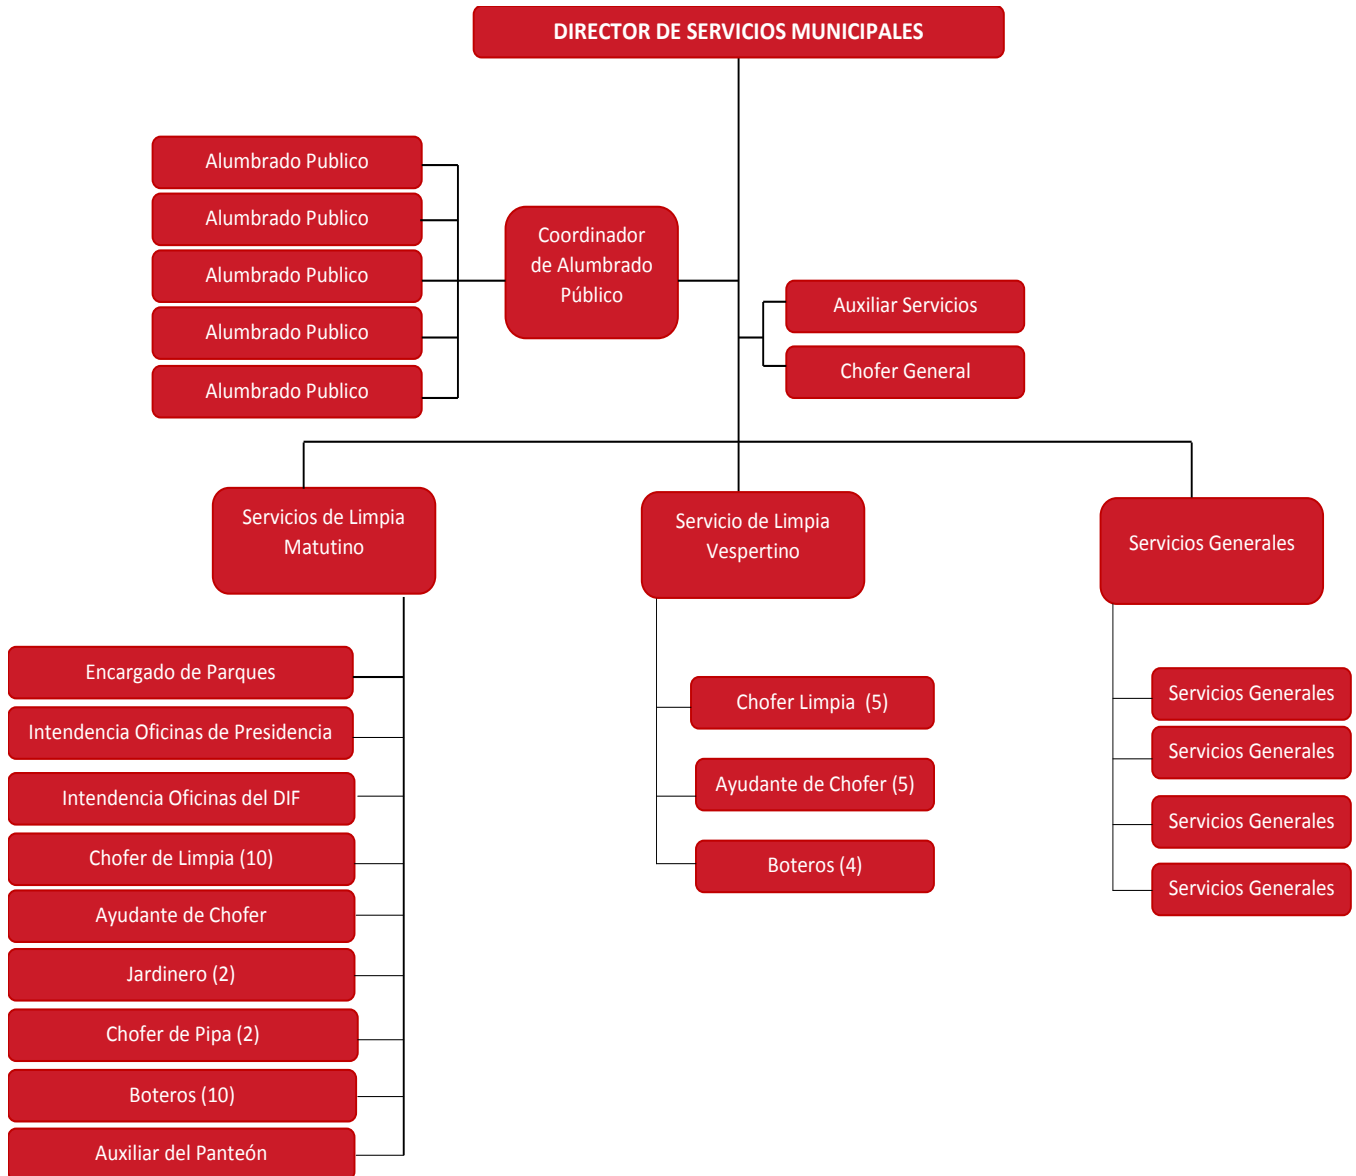 DIRECTOR DE SERVICIOS MUNICIPALES
Alumbrado Publico
Alumbrado Publico
Alumbrado Publico
Alumbrado Publico
Alumbrado Publico
Coordinador
de Alumbrado
Público
Auxiliar Servicios
Chofer General
Servicios de Limpia
Matutino
Encargado de Parques
Intendencia Oficinas de Presidencia
Intendencia Oficinas del DIF
Chofer de Limpia (10)
Ayudante de Chofer
Jardinero (2)
Chofer de Pipa (2)
Boteros (10)
Auxiliar del Panteón
Servicio de Limpia
Vespertino
Chofer Limpia (5)
Ayudante de Chofer (5)
Boteros (4)
Servicios Generales
Servicios Generales
Servicios Generales
Servicios Generales
Servicios Generales